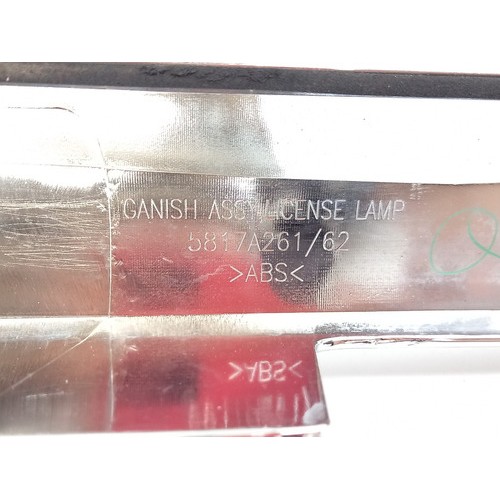 GANISH ASSY LICENSE LAMP
5817A261/62
>ABS<
>ABS<